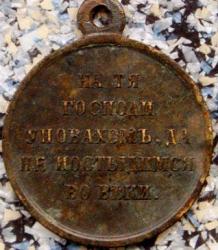 НА ТЯ
ГОСПОДИ
УПОВАХОМЪ, ДА
НЕ ПОСТЫДИМСЯ
ВО ВѢКИ.